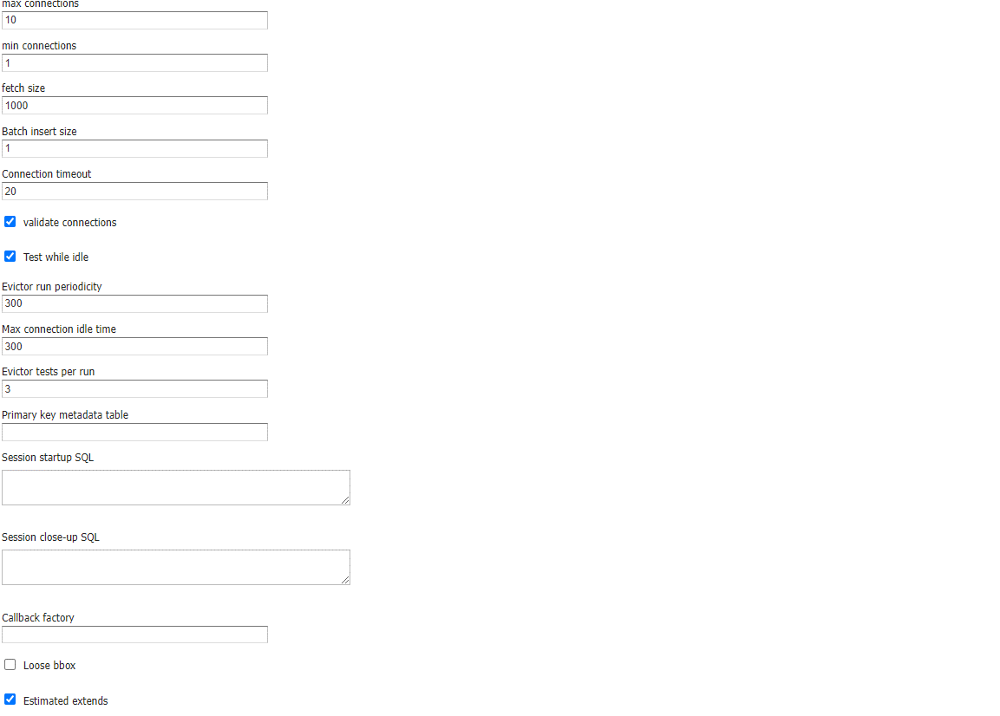 max connections
10
min connections
1
fetch size
1000
Batch insert size
1
Connection timeout
20
validate connections
Test while idle
Evictor run periodicity
300
Max connection idle time
300
Evictor tests per run
3
Primary key metadata table
Session startup SQL
Session close-up SQL
Callback factory
Loose bbox
Estimated extends